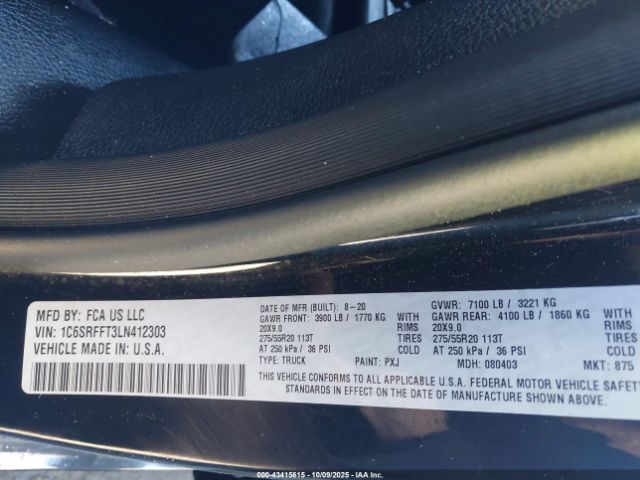 MFD BY: FCA US LLC
VIN: 1C6SRFFT3LN412303
VEHICLE MADE IN U.S.A.
DATE OF MFR (BUILT): 8-20
GAWR FRONT: 3900 LB / 1770 KG WITH
20X9.0 RIMS
275/55R20 113T TIRES
AT 250 kPa / 36 PSI COLD
TYPE: TRUCK PAINT: PXJ
GVWR: 7100 LB / 3221 KG
GAWR REAR: 4100 LB / 1860 KG WITH
20X9.0 RIMS
275/55R20 113T TIRES
AT 250 kPa / 36 PSI COLD
MDH: 080403 MKT: 875
THIS VEHICLE CONFORMS TO ALL APPLICABLE U.S.A. FEDERAL MOTOR VEHICLE SAFETY
STANDARDS IN EFFECT ON THE DATE OF MANUFACTURE SHOWN ABOVE.
© 43415615 - 10/09/2025 - IAAI.COM